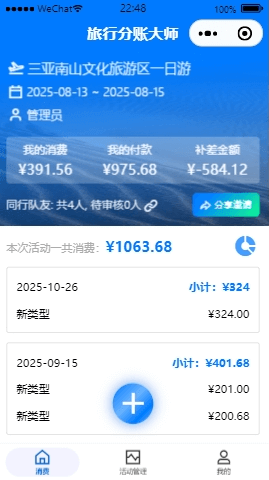 WeChat 22:48 100%
旅行分账大师
三亚南山文化旅游区一日游
2025-08-13 ~ 2025-08-15
管理员
我的消费 我的付款 补差金额
¥391.56 ¥975.68 ¥-584.12
同行队友: 共4人, 待审核0人 分享邀请
本次活动一共消费: ¥1063.68
2025-10-26 小计: ¥324
新类型 ¥324.00
2025-09-15 小计: ¥401.68
新类型 ¥201.00
新类型 ¥200.68
消费 活动管理 我的